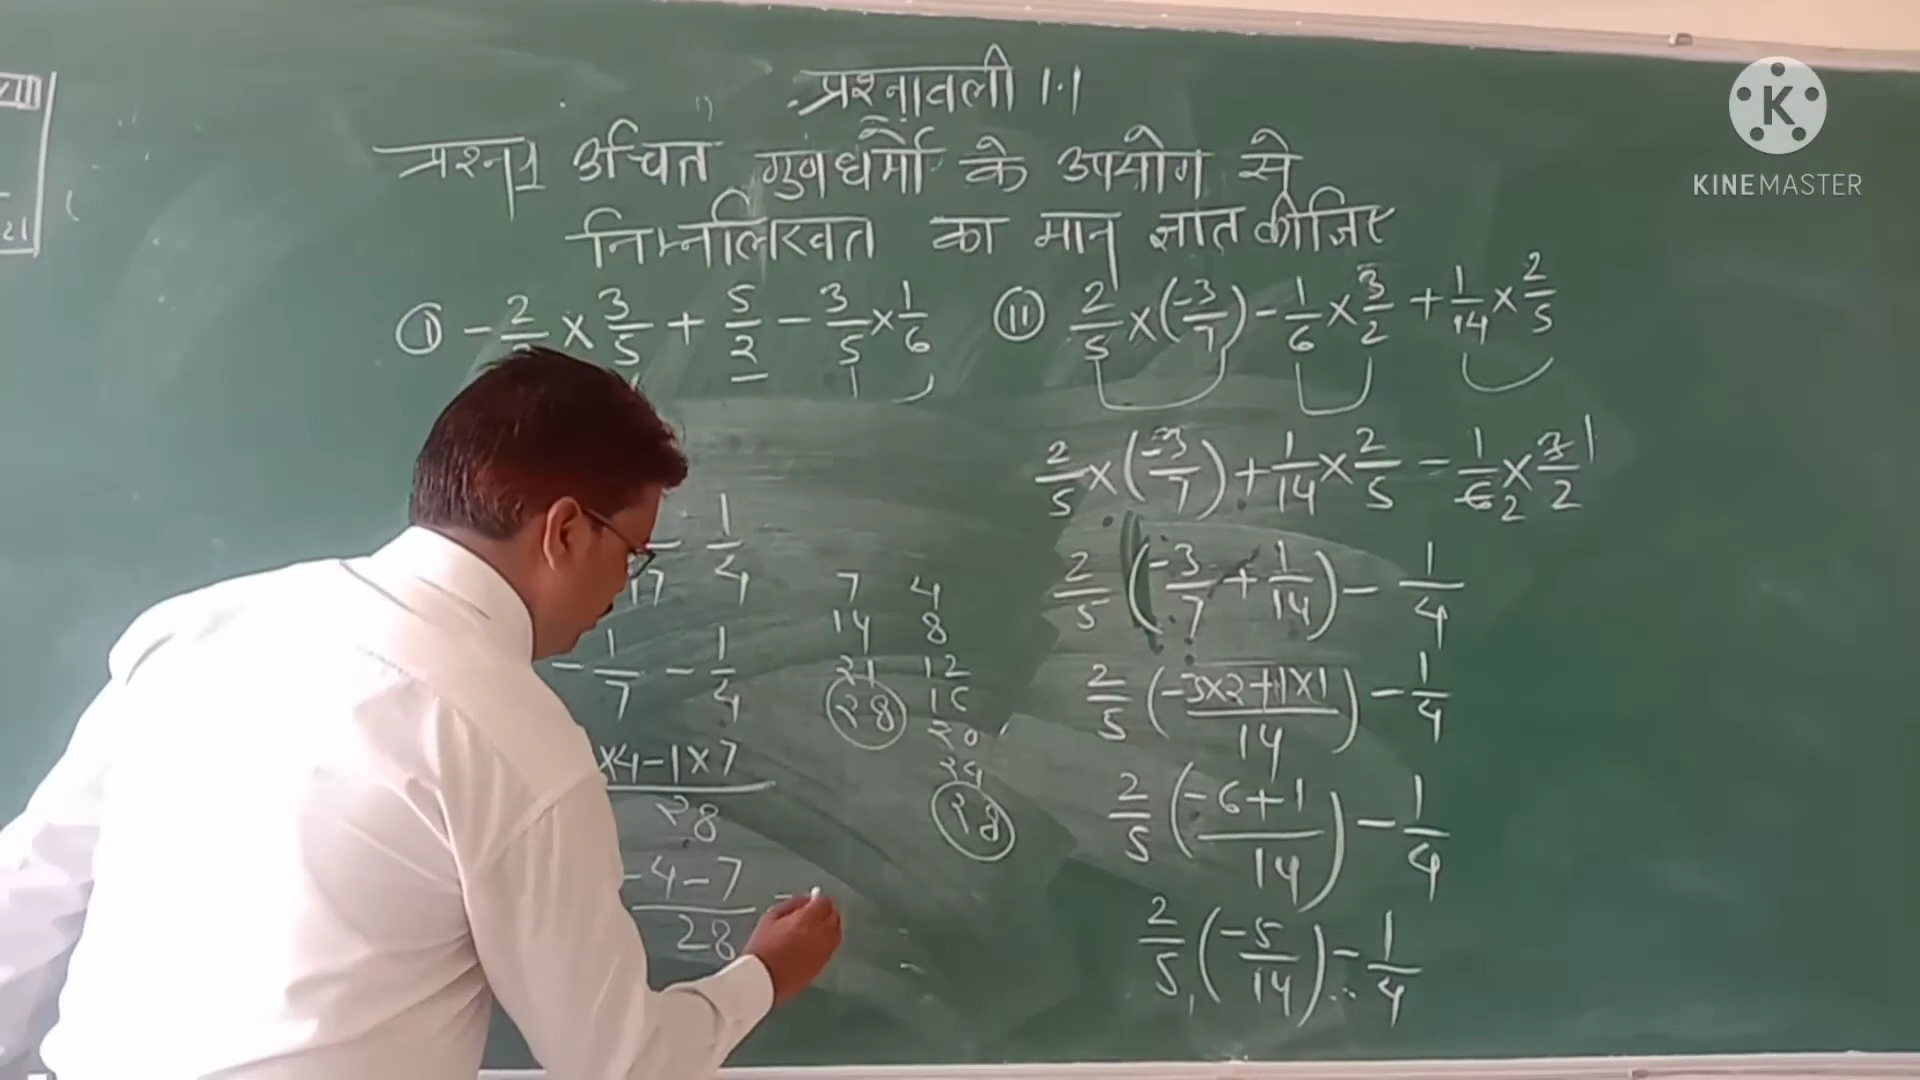 प्रश्नावली 1.1
प्रश्न 1 उचित गुणधर्मो के उपयोग से
निम्नलिखित का मान ज्ञात कीजिए
(i) - 2/ × 3/5 + 5/2 - 3/5 × 1/6
(ii) 2/5 × (-3/7) - 1/6 × 3/2 + 1/14 × 2/5
2/5 × (-3/7) + 1/14 × 2/5 - 1/6 2 × 3/2 1
2/5 (-3/7 + 1/14) - 1/4
2/5 (-3×2+1×1/14) - 1/4
2/5 (-6+1/14) - 1/4
2/5 (-5/14) - 1/4
- 1/4
- 1/7 - 1/4
×4-1×7/28
-4-7/28 =
7 4
14 8
21 12
28
20
24
28
21
KINEMASTER